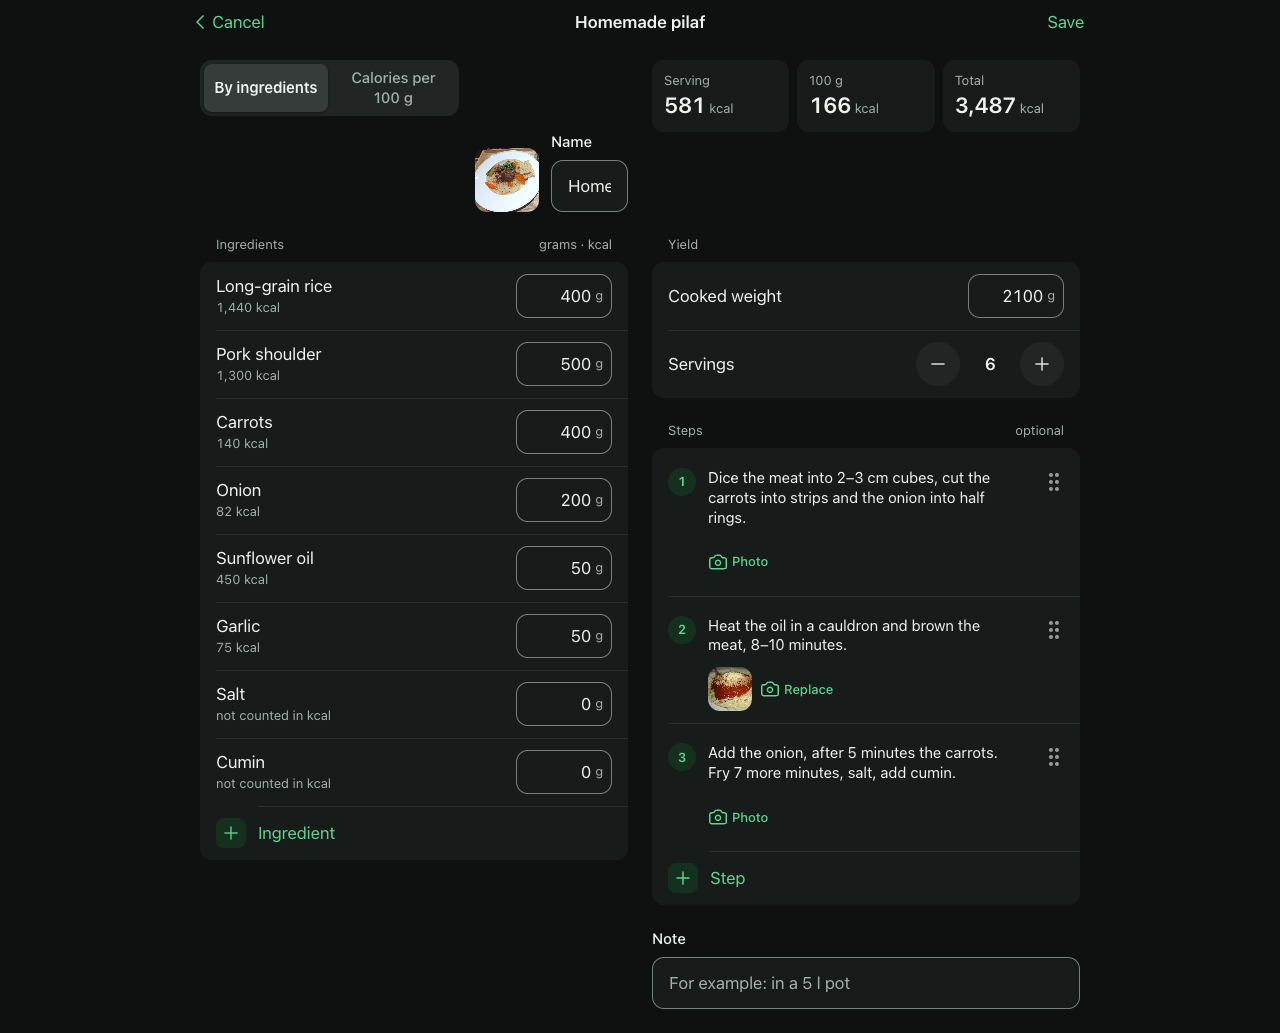 Cancel
Homemade pilaf
Save
By ingredients
Calories per
100 g
Serving
581 kcal
100 g
166 kcal
Total
3,487 kcal
Name
Home
Ingredients
grams · kcal
Long-grain rice
1,440 kcal
400 g
Pork shoulder
1,300 kcal
500 g
Carrots
140 kcal
400 g
Onion
82 kcal
200 g
Sunflower oil
450 kcal
50 g
Garlic
75 kcal
50 g
Salt
not counted in kcal
0 g
Cumin
not counted in kcal
0 g
Ingredient
Yield
Cooked weight
2100 g
Servings
6
Steps
optional
1
Dice the meat into 2–3 cm cubes, cut the
carrots into strips and the onion into half
rings.
Photo
2
Heat the oil in a cauldron and brown the
meat, 8–10 minutes.
Replace
3
Add the onion, after 5 minutes the carrots.
Fry 7 more minutes, salt, add cumin.
Photo
Step
Note
For example: in a 5 l pot